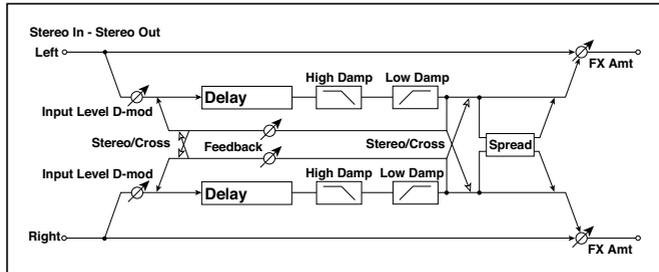 Stereo In - Stereo Out
Left
FX Amt
High Damp Low Damp
Delay
Input Level D-mod
Stereo/Cross Feedback Stereo/Cross Spread
Input Level D-mod
High Damp Low Damp
Delay
Right
FX Amt